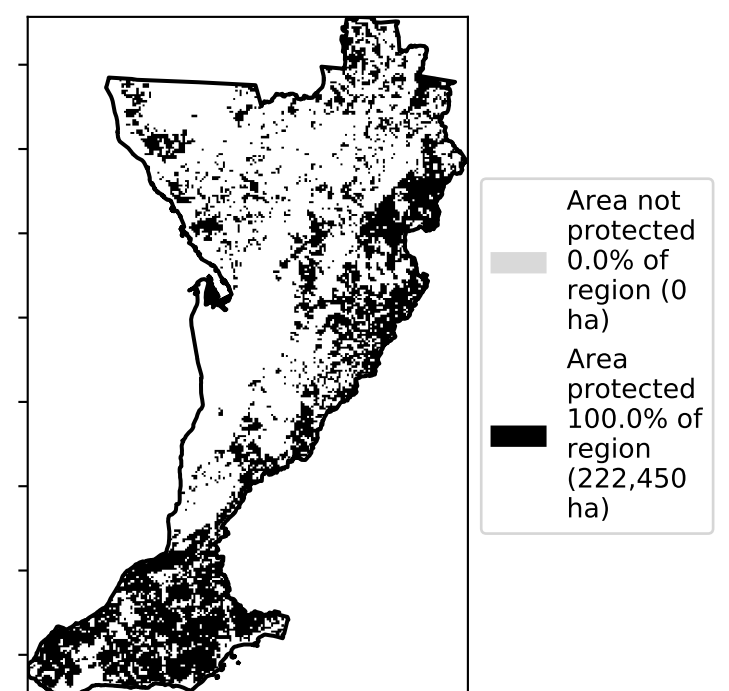 Area not
protected
0.0% of
region (0
ha)
Area
protected
100.0% of
region
(222,450
ha)